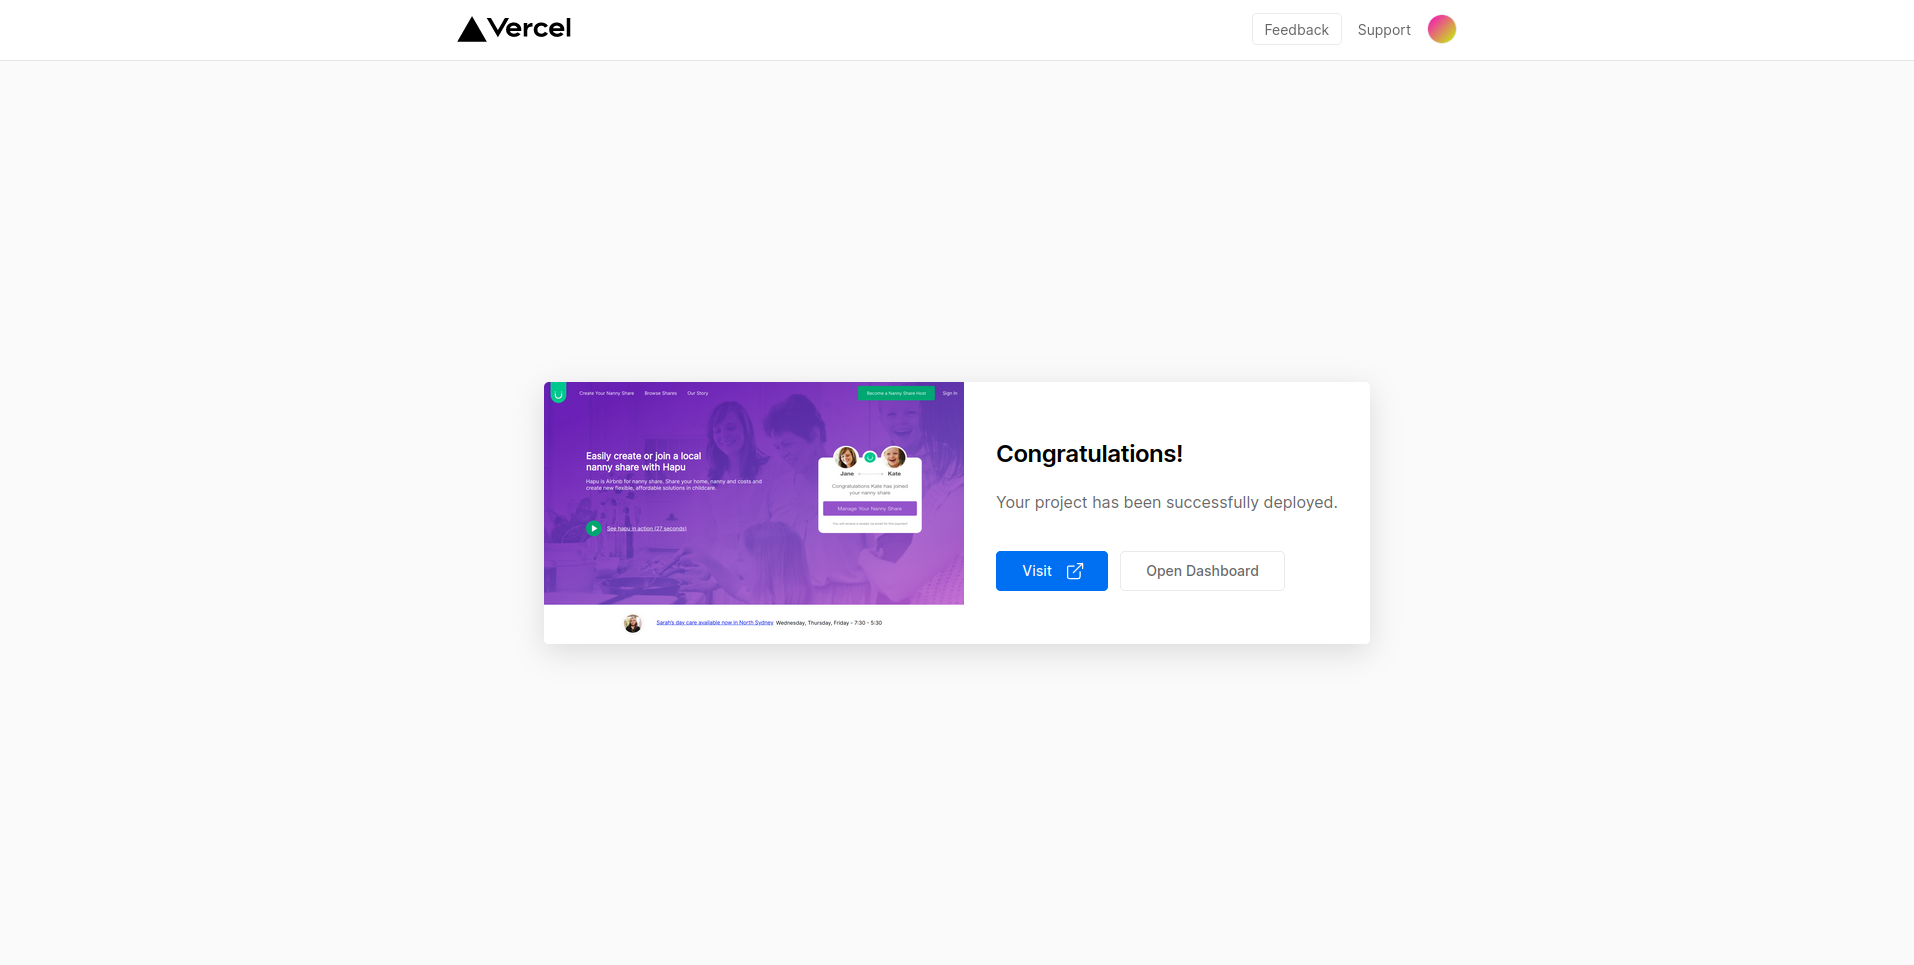 Vercel
Feedback
Support
Create Your Nanny Share
Browse Shares
Our Story
Become a Nanny Share Host
Sign In
Easily create or join a local
nanny share with Hapu
Hapu is Airbnb for nanny share. Share your home, nanny and costs and
create new flexible, affordable solutions in childcare.
See hapu in action (27 seconds)
Jane
Kate
Congratulations Kate has joined
your nanny share
Manage Your Nanny Share
Sarah's day care available now in North Sydney Wednesday, Thursday, Friday - 7:30 - 5:30
Congratulations!
Your project has been successfully deployed.
Visit
Open Dashboard